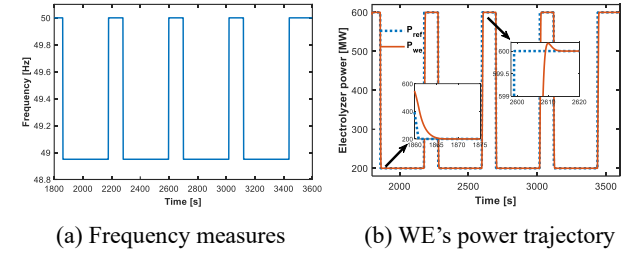 50
49.8
49.6
49.4
49.2
49
48.8
Frequency [Hz]
1800 2000 2200 2400 2600 2800 3000 3200 3400 3600
Time [s]
(a) Frequency measures
600
500
400
300
200
Electrolyzer power [MW]
P_ref
P_we
600
400
200
1860 1865 1870 1875
600
599.5
599
2600 2610 2620
2000 2500 3000 3500
Time [s]
(b) WE's power trajectory